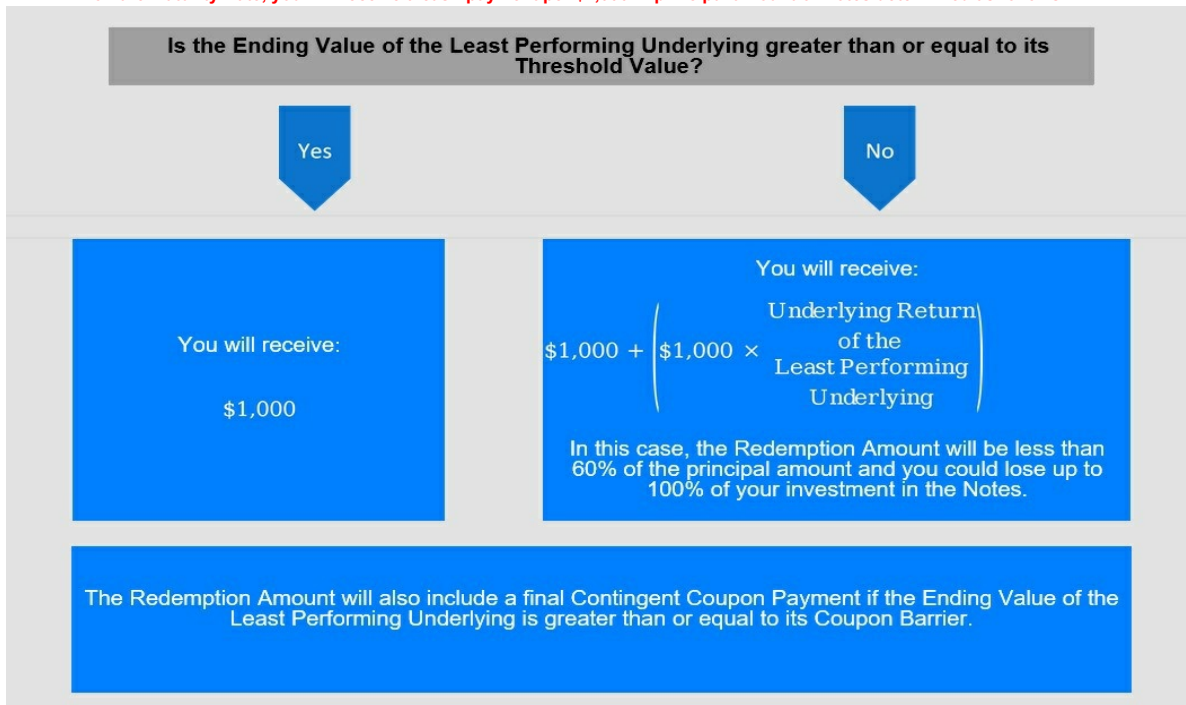 Is the Ending Value of the Least Performing Underlying greater than or equal to its
Threshold Value?
Yes
No
You will receive:
$1,000
You will receive:
$1,000 + ($1,000 × Underlying Return
of the
Least Performing
Underlying)
In this case, the Redemption Amount will be less than
60% of the principal amount and you could lose up to
100% of your investment in the Notes.
The Redemption Amount will also include a final Contingent Coupon Payment if the Ending Value of the
Least Performing Underlying is greater than or equal to its Coupon Barrier.